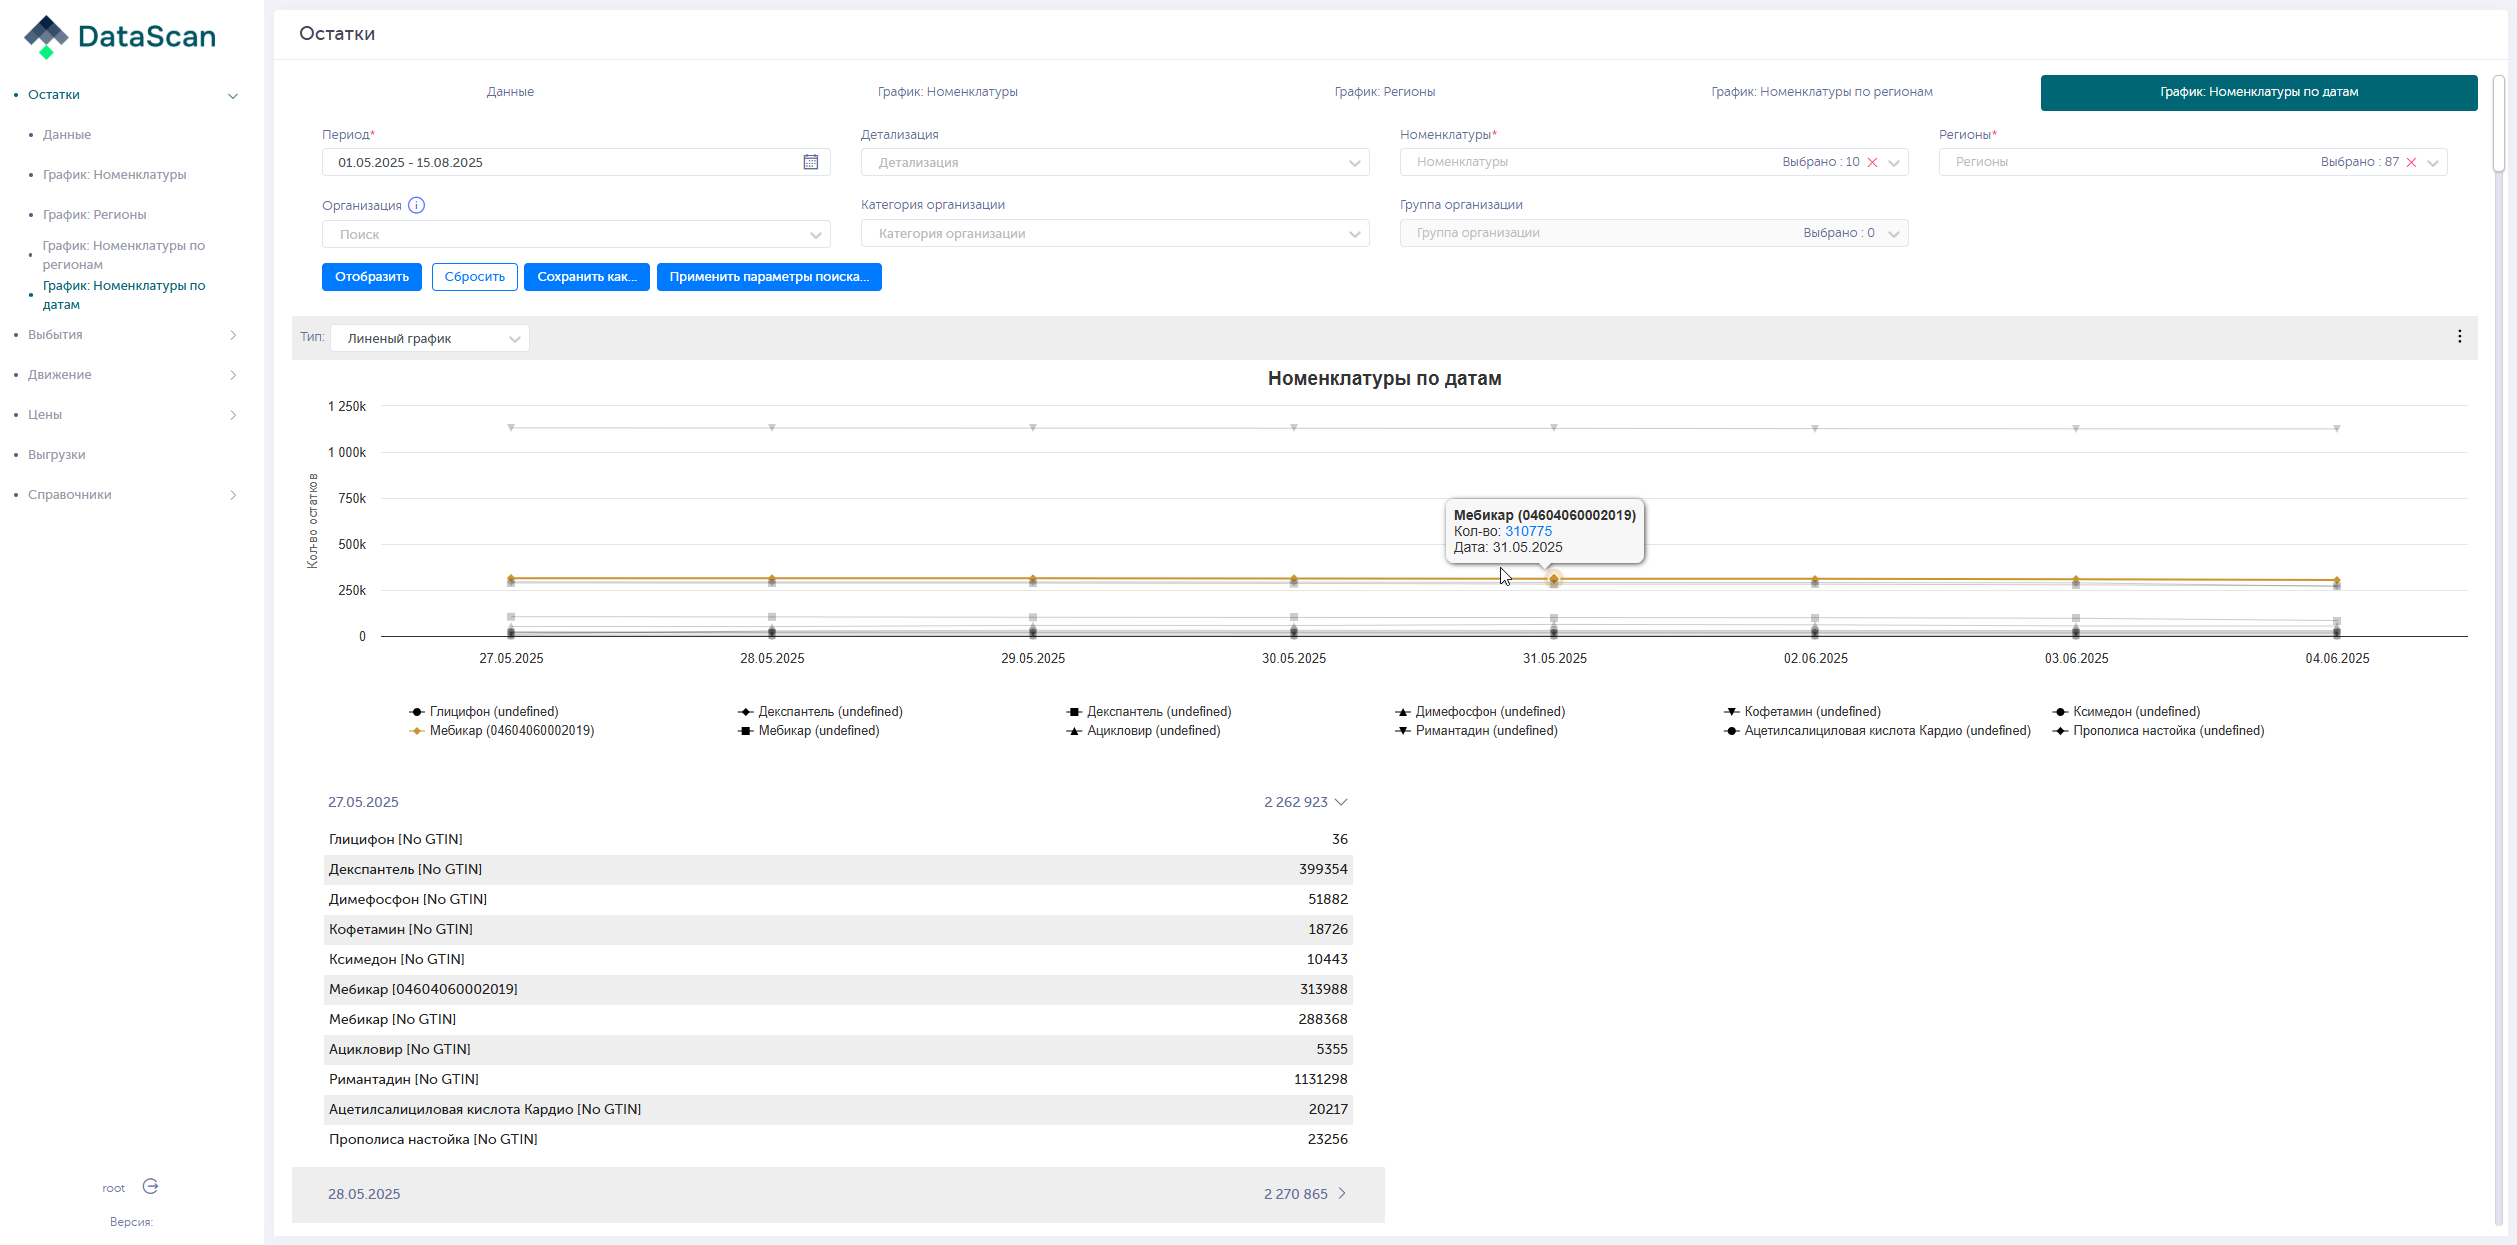 DataScan
Остатки
Данные
График: Номенклатуры
График: Регионы
График: Номенклатуры по
регионам
График: Номенклатуры по
датам
Выбытия
Движение
Цены
Выгрузки
Справочники
root
Версия:
Остатки
Данные
График: Номенклатуры
График: Регионы
График: Номенклатуры по регионам
График: Номенклатуры по датам
Период* Детализация Номенклатуры* Регионы*
01.05.2025 - 15.08.2025 Детализация Номенклатуры Выбрано : 10 Регионы Выбрано : 87
Организация Категория организации Группа организации
Поиск Категория организации Группа организации Выбрано : 0
Отобразить Сбросить Сохранить как... Применить параметры поиска...
Тип: Линеный график
Номенклатуры по датам
Кол-во остатков
1 250k
1 000k
750k
500k
250k
0
Мебикар (04604060002019)
Кол-во: 310775
Дата: 31.05.2025
27.05.2025 28.05.2025 29.05.2025 30.05.2025 31.05.2025 02.06.2025 03.06.2025 04.06.2025
Глицифон (undefined) Декспантель (undefined) Декспантель (undefined) Димефосфон (undefined) Кофетамин (undefined) Ксимедон (undefined)
Мебикар (04604060002019) Мебикар (undefined) Ацикловир (undefined) Римантадин (undefined) Ацетилсалициловая кислота Кардио (undefined) Прополиса настойка (undefined)
27.05.2025 2 262 923
Глицифон [No GTIN] 36
Декспантель [No GTIN] 399354
Димефосфон [No GTIN] 51882
Кофетамин [No GTIN] 18726
Ксимедон [No GTIN] 10443
Мебикар [04604060002019] 313988
Мебикар [No GTIN] 288368
Ацикловир [No GTIN] 5355
Римантадин [No GTIN] 1131298
Ацетилсалициловая кислота Кардио [No GTIN] 20217
Прополиса настойка [No GTIN] 23256
28.05.2025 2 270 865